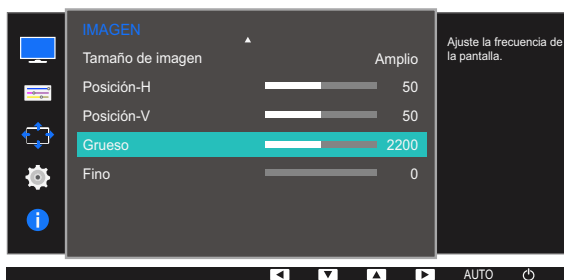 IMAGEN
Tamaño de imagen Amplio
Posición-H 50
Posición-V 50
Grueso 2200
Fino 0
Ajuste la frecuencia de
la pantalla.
AUTO